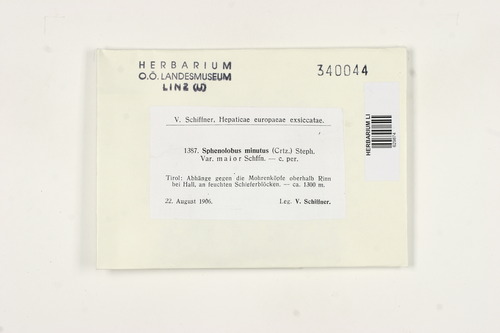 HERBARIUM
O.Ö. LANDESMUSEUM
LINZ (LI)
340044
V. Schiffner, Hepaticae europaeae exsiccatae.
1387. Sphenolobus minutus (Crtz.) Steph.
Var. maior Schffn. — c. per.
Tirol: Abhänge gegen die Mohrenköpfe oberhalb Rinn
bei Hall, an feuchten Schieferblöcken. — ca. 1300 m.
22. August 1906.
Leg. V. Schiffner.
HERBARIUM LI